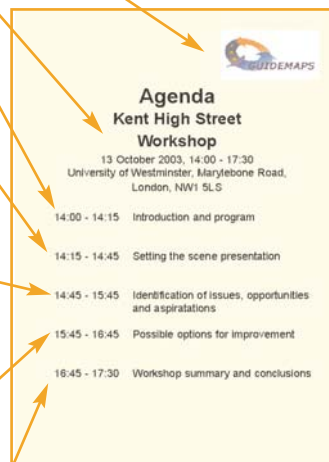 GUIDEMAPS
Agenda
Kent High Street
Workshop
13 October 2003, 14:00 - 17:30
University of Westminster, Marylebone Road,
London, NW1 5LS
14:00 - 14:15 Introduction and program
14:15 - 14:45 Setting the scene presentation
14:45 - 15:45 Identification of issues, opportunities
and aspiratations
15:45 - 16:45 Possible options for improvement
16:45 - 17:30 Workshop summary and conclusions